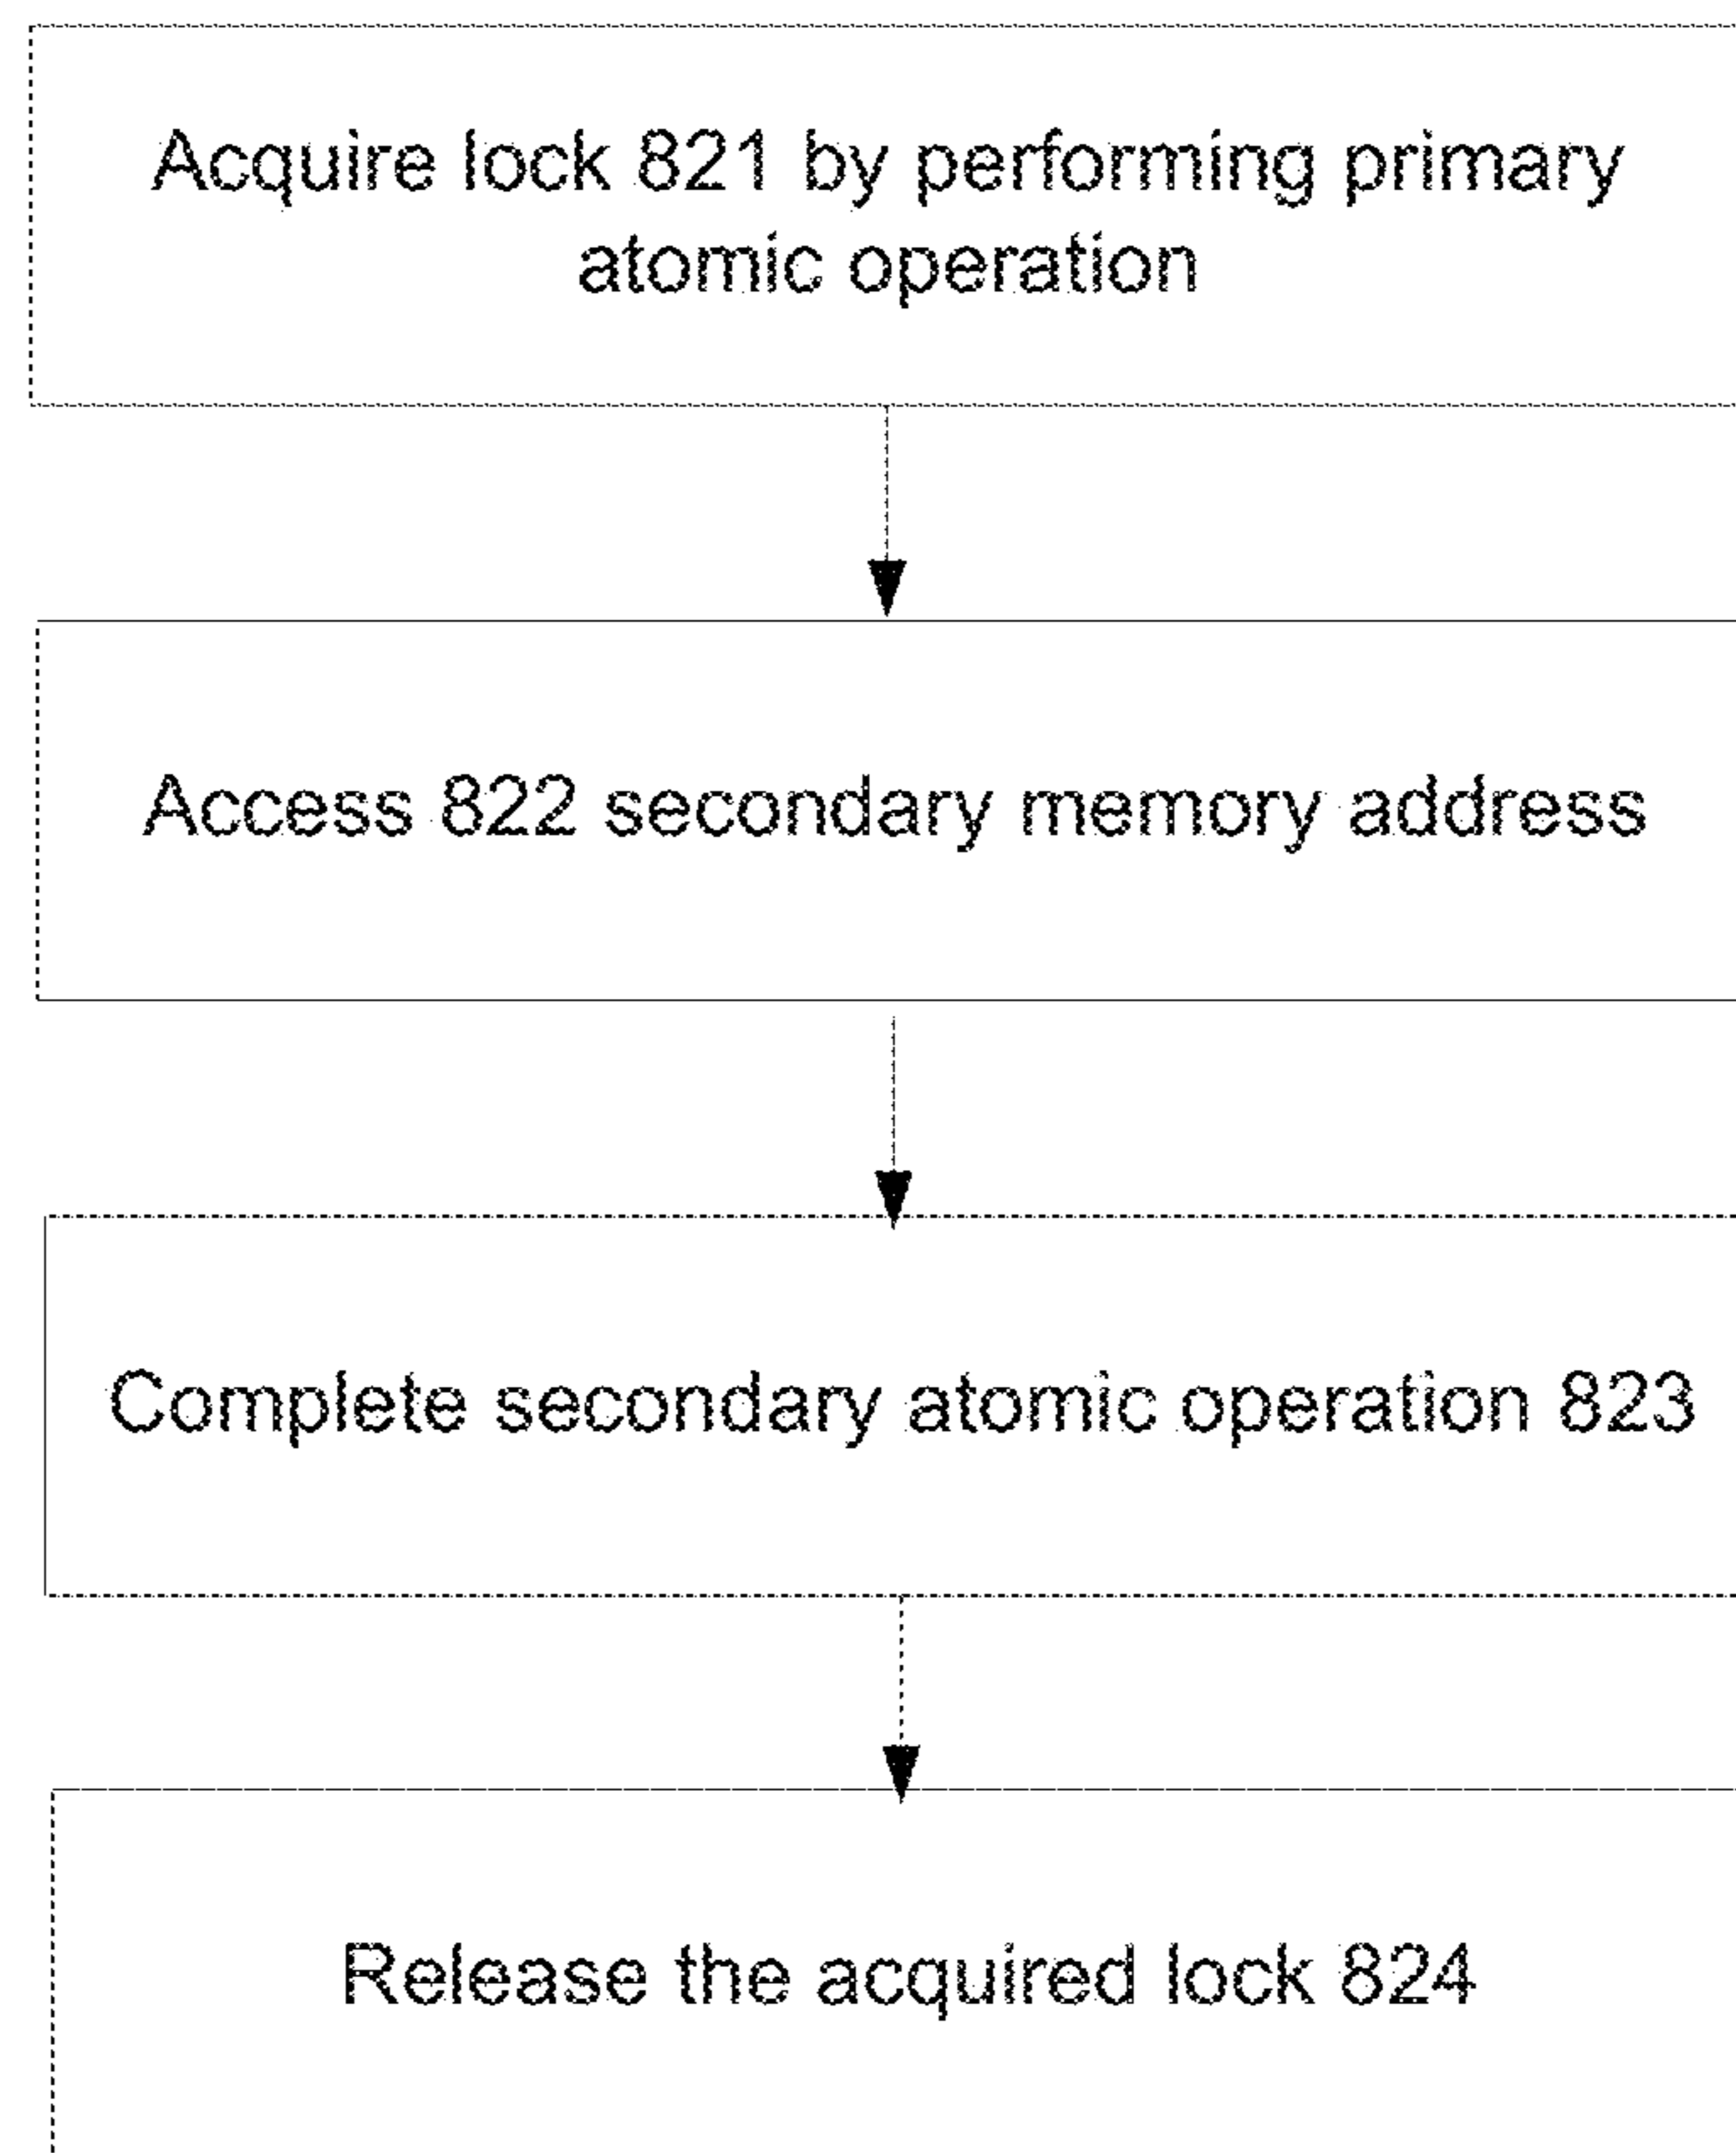 Acquire lock 821 by performing primary
atomic operation
Access 822 secondary memory address
Complete secondary atomic operation 823
Release the acquired lock 824